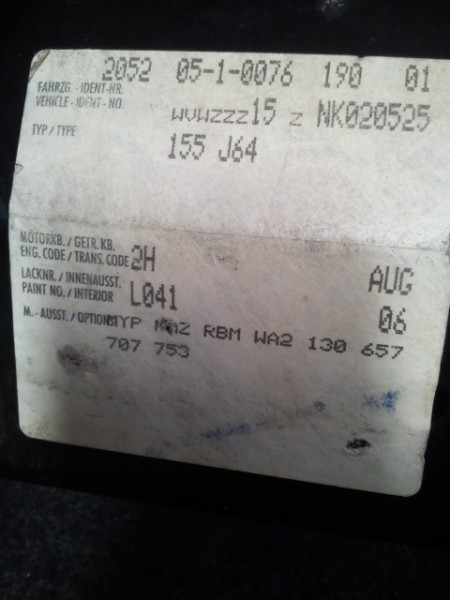 2052 05-1-0076 190 01
FAHRZG.-IDENT-NR.
VEHICLE-IDENT-NO.
WVWZZZ15 Z NK020525
TYP / TYPE
155 J64
MOTORKB. / GETR.KB.
ENG. CODE / TRANS. CODE 2H
LACKNR. / INNENAUSST.
PAINT NO. / INTERIOR L041
AUG
06
M.-AUSST. / OPTION RBM WA2 130 657
707 753